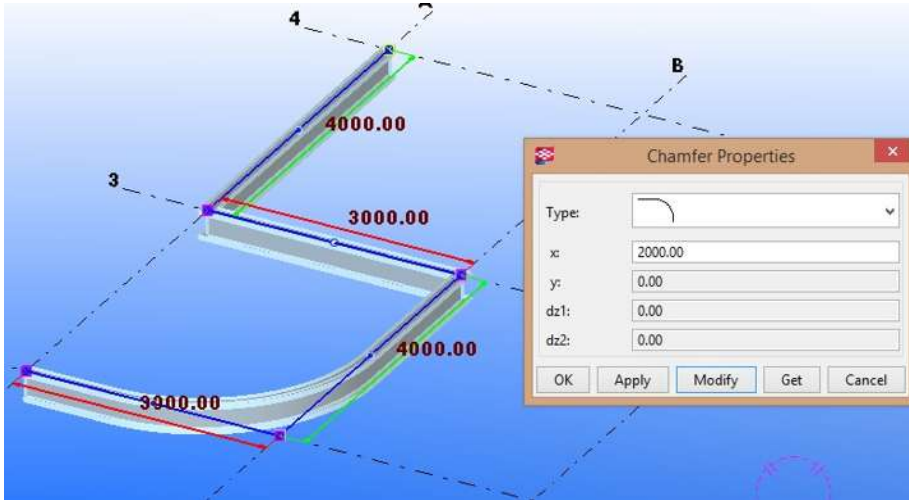 4
B
4000.00
3
3000.00
4000.00
3000.00
Chamfer Properties
Type:
x: 2000.00
y: 0.00
dz1: 0.00
dz2: 0.00
OK Apply Modify Get Cancel